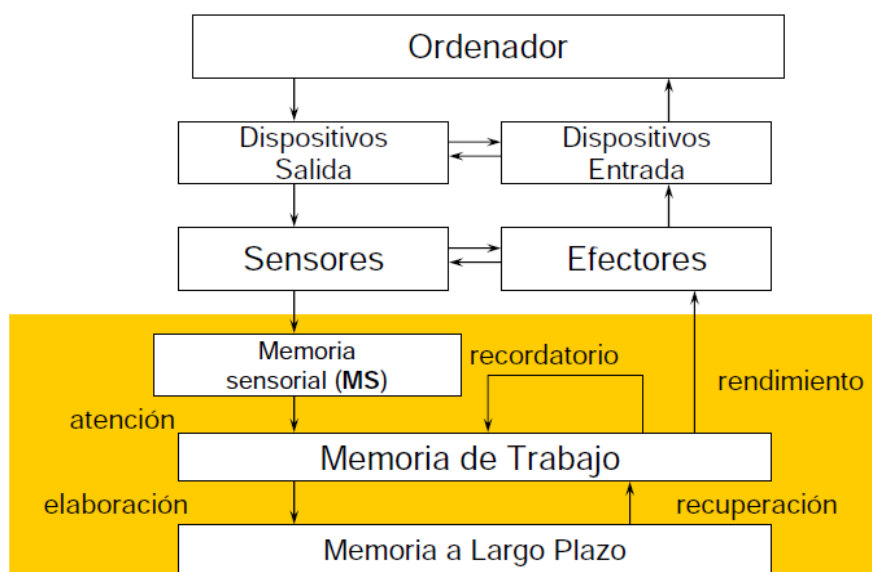 Ordenador
Dispositivos
Salida
Dispositivos
Entrada
Sensores
Efectores
Memoria
sensorial (MS)
recordatorio
rendimiento
atención
Memoria de Trabajo
elaboración
recuperación
Memoria a Largo Plazo